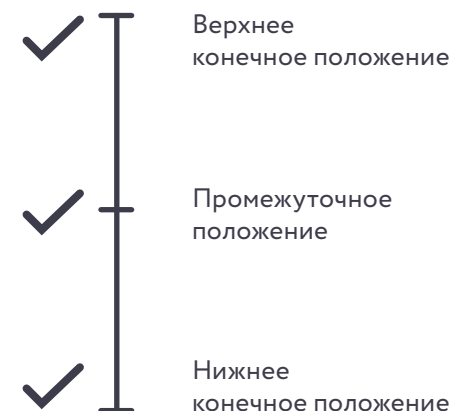 Верхнее
конечное положение
Промежуточное
положение
Нижнее
конечное положение